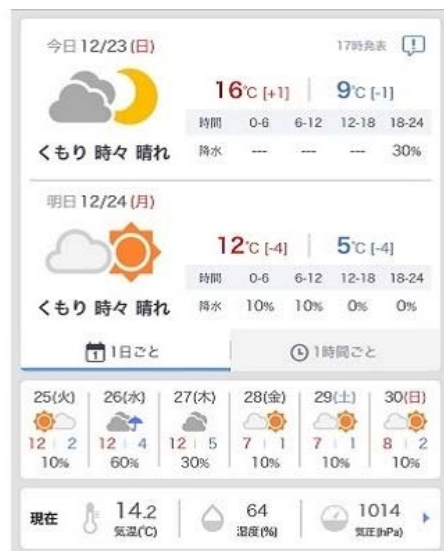 今日 12/23 (日) 17時発表
16℃ [+1] 9℃ [-1]
時間 0-6 6-12 12-18 18-24
くもり 時々 晴れ 降水 --- --- --- 30%
明日 12/24 (月)
12℃ [-4] 5℃ [-4]
時間 0-6 6-12 12-18 18-24
くもり 時々 晴れ 降水 10% 10% 0% 0%
1 1日ごと 1時間ごと
25(火) 26(水) 27(木) 28(金) 29(土) 30(日)
12 2 12 4 12 5 7 1 7 1 8 2
10% 60% 30% 10% 10% 10%
現在 14.2 64 1014
気温(℃) 湿度(%) 気圧(hPa)